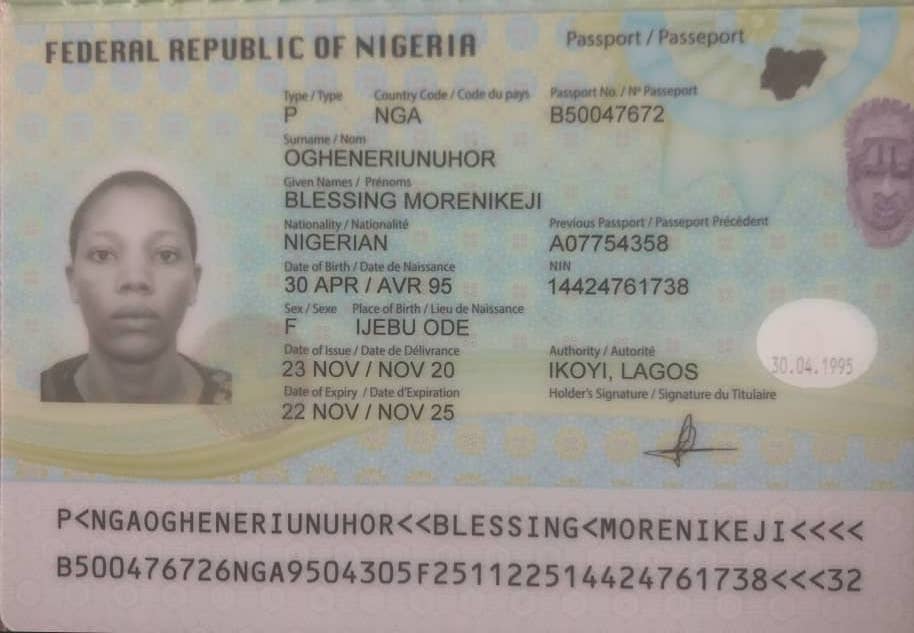 FEDERAL REPUBLIC OF NIGERIA
Passport / Passeport
Type / Type Country Code / Code du pays Passport No. / Nº Passeport
P NGA B50047672
Surname / Nom
OGHENERIUNUHOR
Given Names / Prénoms
BLESSING MORENIKEJI
Nationality / Nationalité Previous Passport / Passeport Précédent
NIGERIAN A07754358
Date of Birth / Date de Naissance NIN
30 APR / AVR 95 14424761738
Sex / Sexe Place of Birth / Lieu de Naissance
F IJEBU ODE
Date of Issue / Date de Délivrance Authority / Autorité
23 NOV / NOV 20 IKOYI, LAGOS
30.04.1995
Date of Expiry / Date d'Expiration Holder's Signature / Signature du Titulaire
22 NOV / NOV 25
P<NGAOGHENERIUNUHOR<<BLESSING<MORENIKEJI<<<<
B500476726NGA9504305F251122514424761738<<<32